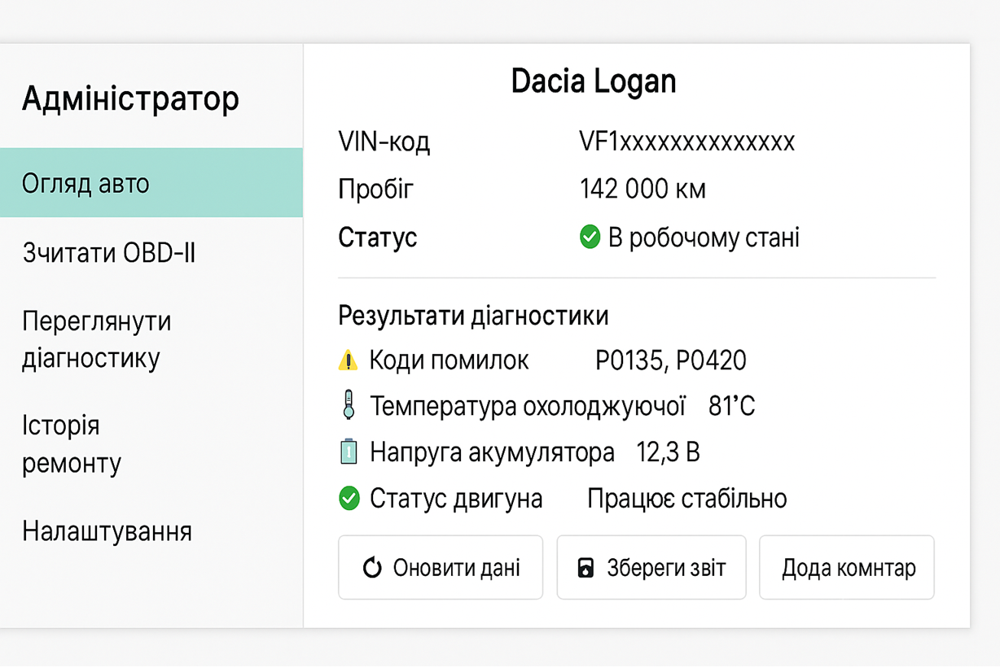 Адміністратор
Огляд авто
Зчитати OBD-II
Переглянути
діагностику
Історія
ремонту
Налаштування
Dacia Logan
VIN-код VF1xxxxxxxxxxxxxx
Пробіг 142 000 км
Статус В робочому стані
Результати діагностики
Коди помилок P0135, P0420
Температура охолоджуючої 81’C
Напруга акумулятора 12,3 В
Статус двигуна Працює стабільно
Оновити дані
Збереги звіт
Дода комнтар